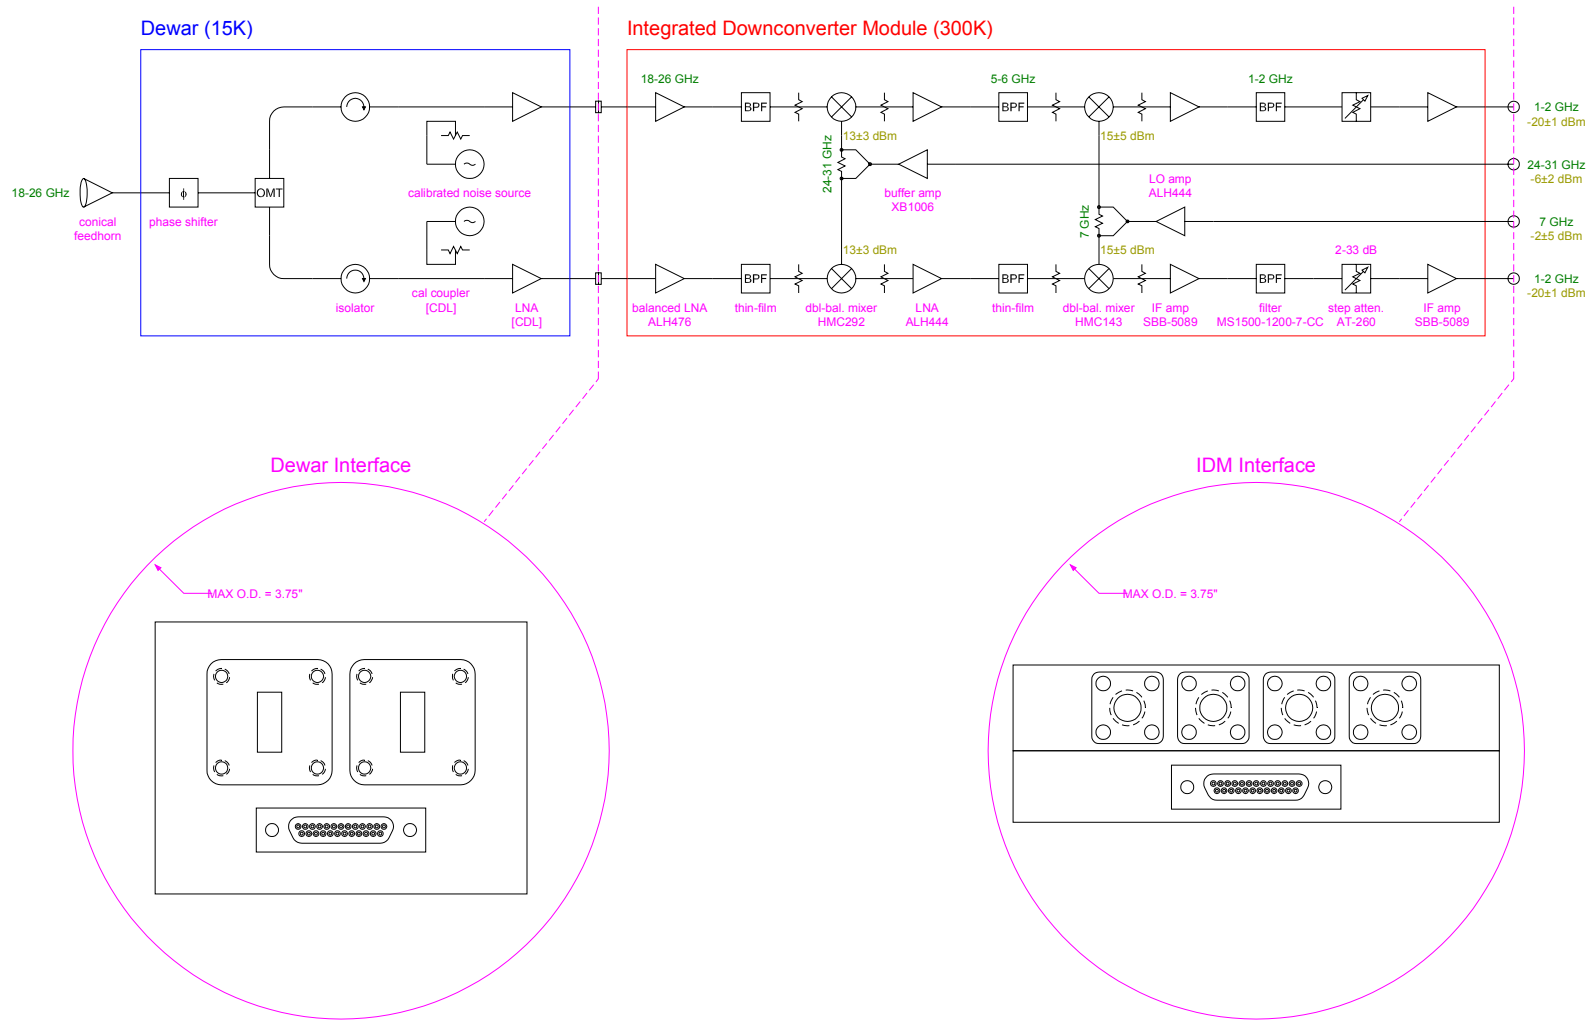 Dewar (15K)
Integrated Downconverter Module (300K)
18-26 GHz
5-6 GHz
1-2 GHz
BPF
BPF
BPF
1-2 GHz
-20±1 dBm
13±3 dBm
15±5 dBm
24-31 GHz
24-31 GHz
-6±2 dBm
calibrated noise source
buffer amp
XB1006
LO amp
ALH444
18-26 GHz
ϕ
OMT
conical
feedhorn
phase shifter
7 GHz
7 GHz
-2±5 dBm
13±3 dBm
15±5 dBm
2-33 dB
BPF
BPF
BPF
1-2 GHz
-20±1 dBm
isolator
cal coupler
[CDL]
LNA
[CDL]
balanced LNA
ALH476
thin-film
dbl-bal. mixer
HMC292
LNA
ALH444
thin-film
dbl-bal. mixer
HMC143
IF amp
SBB-5089
filter
MS1500-1200-7-CC
step atten.
AT-260
IF amp
SBB-5089
Dewar Interface
IDM Interface
MAX O.D. = 3.75"
MAX O.D. = 3.75"